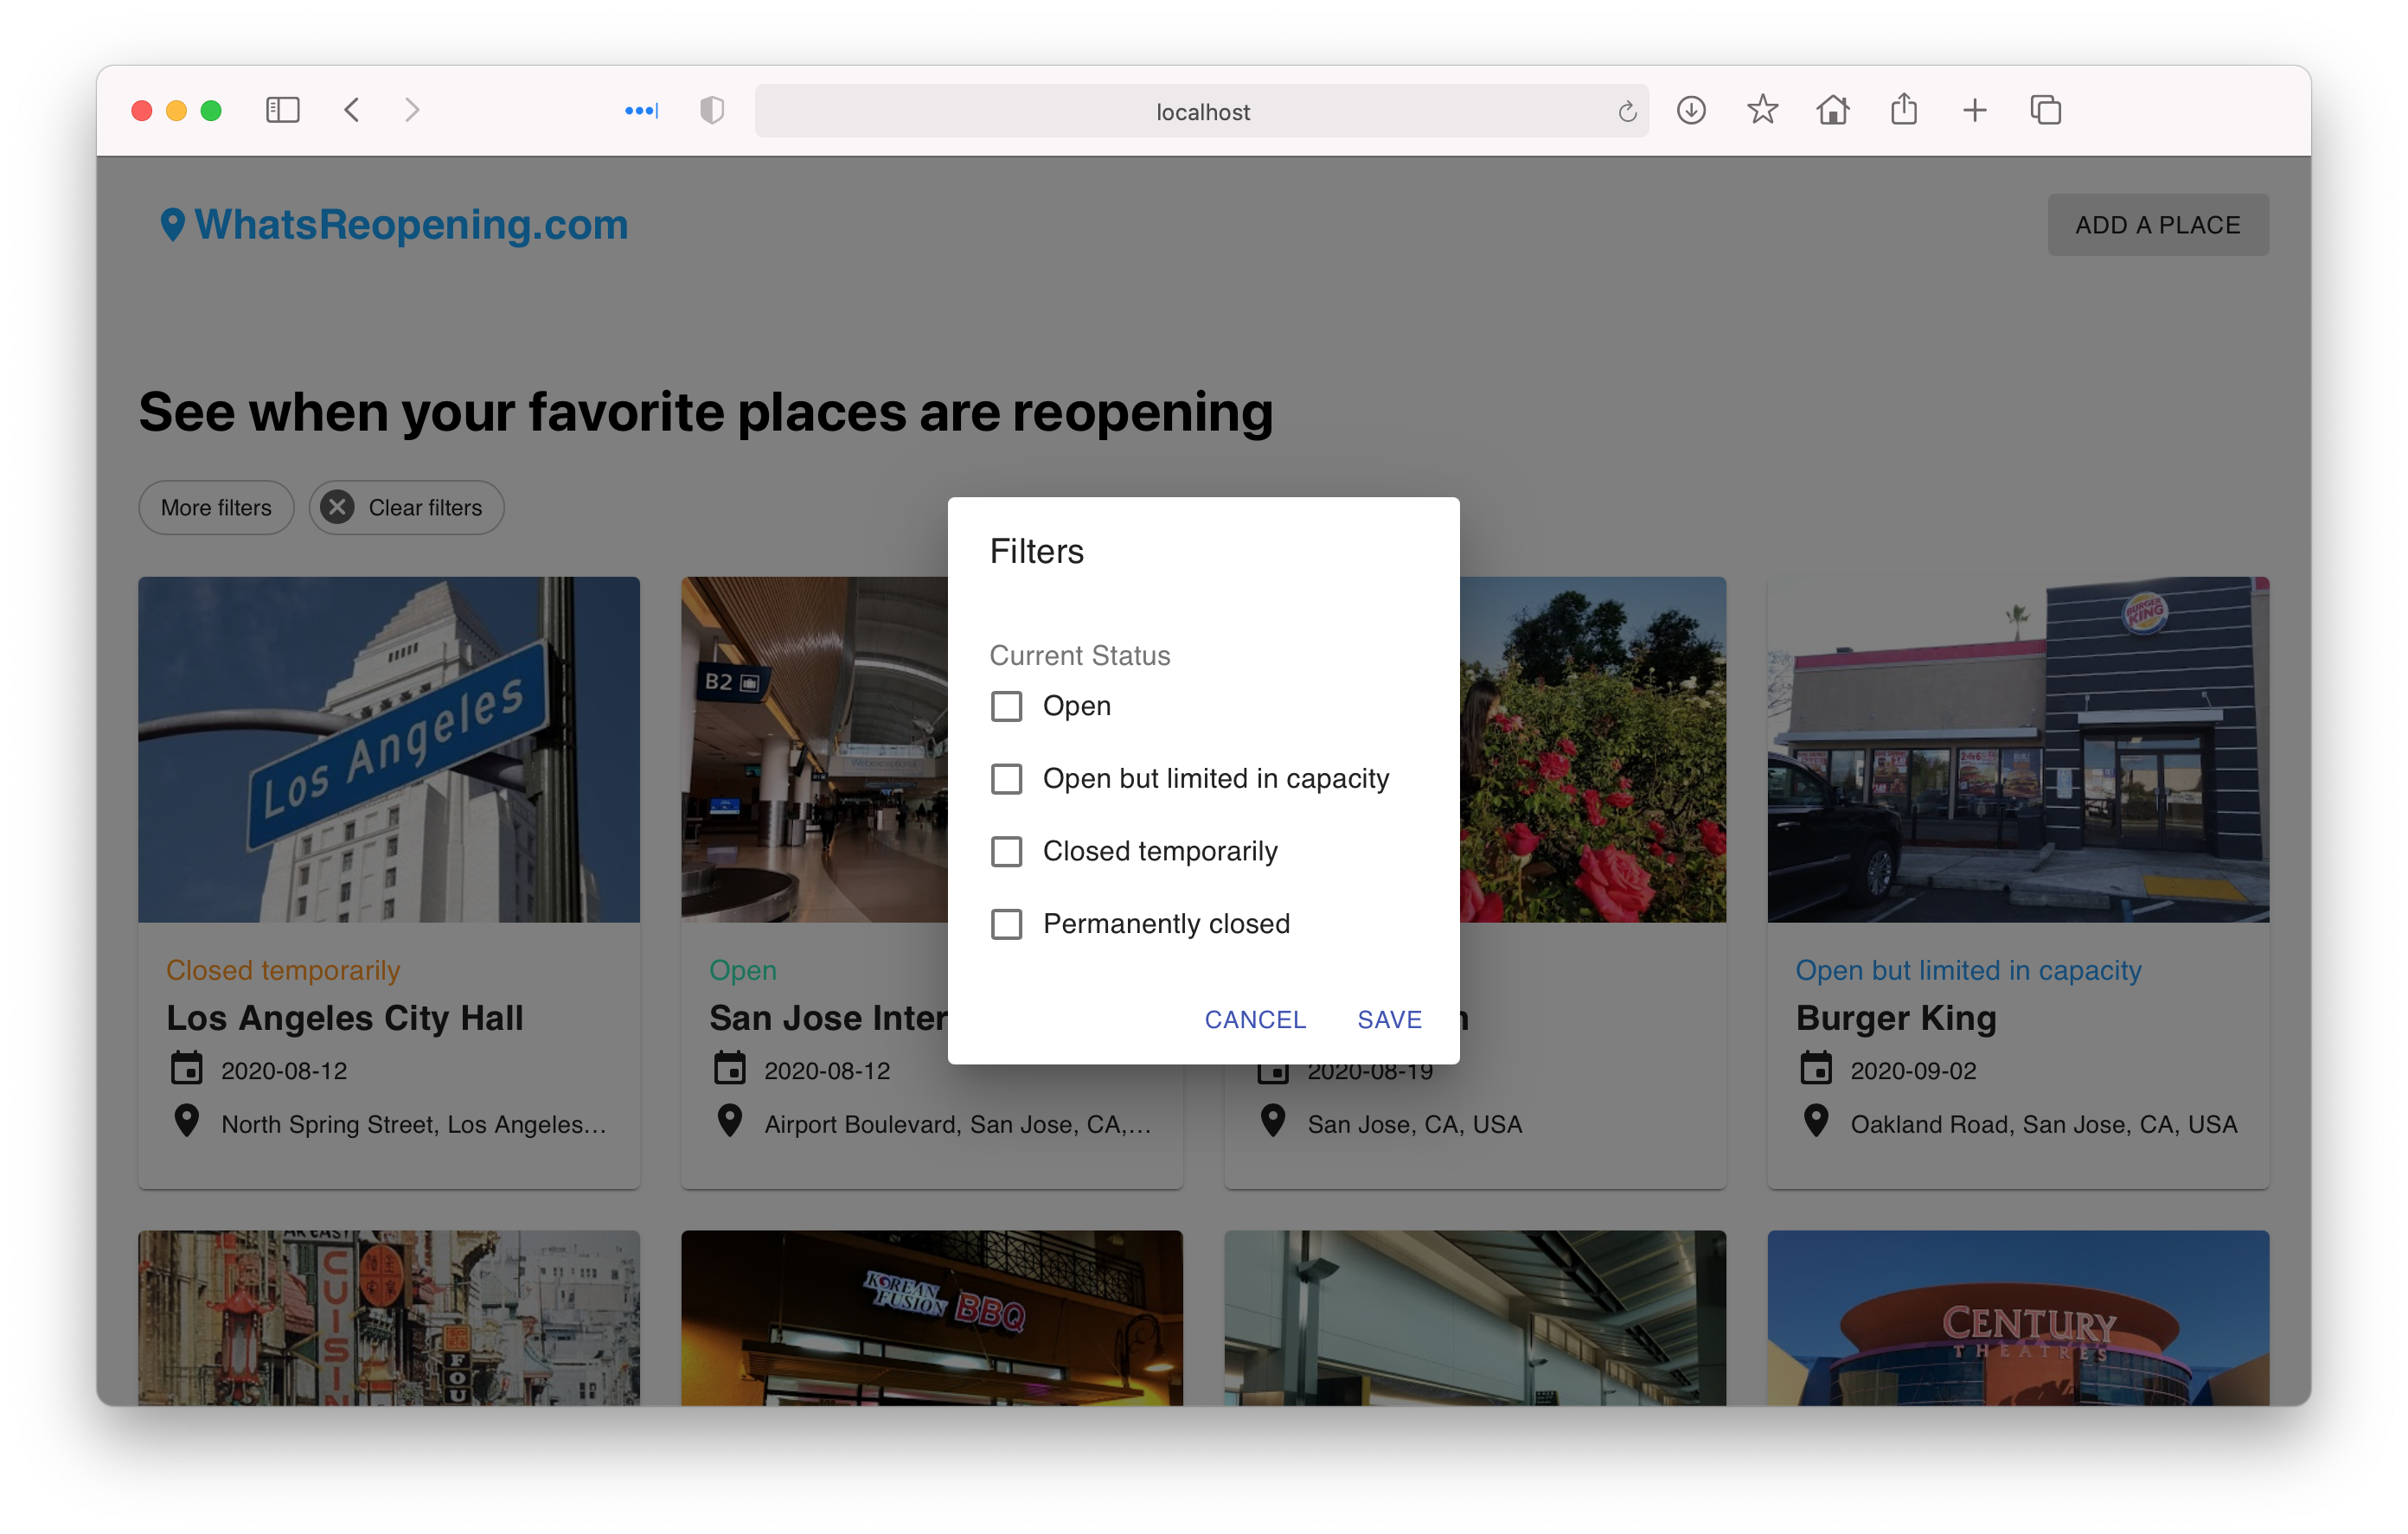 localhost
WhatsReopening.com
ADD A PLACE
See when your favorite places are reopening
More filters
Clear filters
Filters
Current Status
Open
Open but limited in capacity
Closed temporarily
Permanently closed
CANCEL
SAVE
Los Angeles
B2
BURGER KING
Closed temporarily
Los Angeles City Hall
2020-08-12
North Spring Street, Los Angeles…
Open
San Jose Inter
2020-08-12
Airport Boulevard, San Jose, CA,…
2020-08-19
San Jose, CA, USA
Open but limited in capacity
Burger King
2020-09-02
Oakland Road, San Jose, CA, USA
CUISIN
FOU
KOREAN
FUSION BBQ
CENTURY
THEATRES